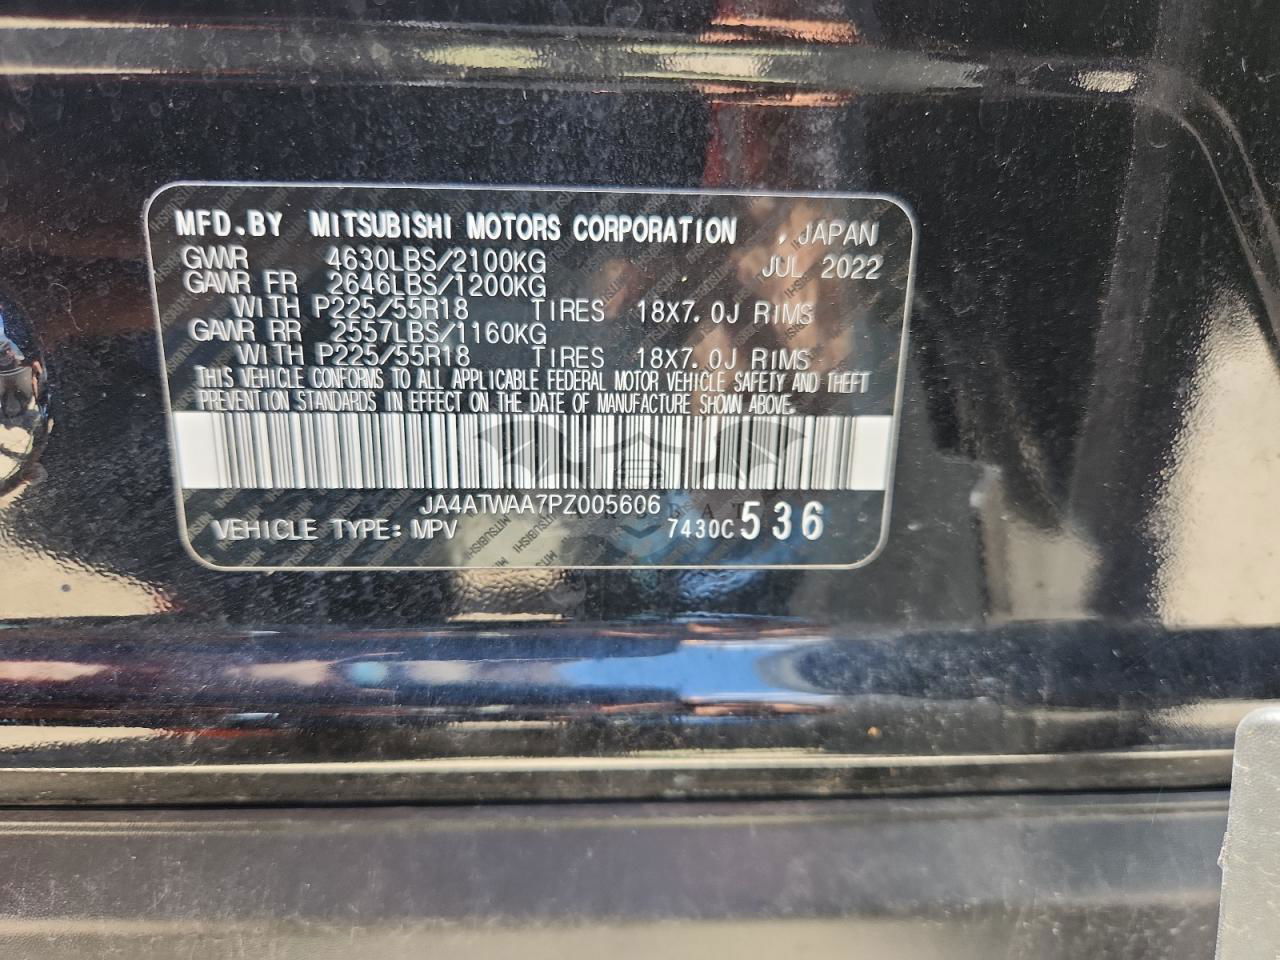 MFD.BY MITSUBISHI MOTORS CORPORATION , JAPAN
GVWR 4630LBS/2100KG JUL 2022
GAWR FR 2646LBS/1200KG
WITH P225/55R18 TIRES 18X7.0J RIMS
GAWR RR 2557LBS/1160KG
WITH P225/55R18 TIRES 18X7.0J RIMS
THIS VEHICLE CONFORMS TO ALL APPLICABLE FEDERAL MOTOR VEHICLE SAFETY AND THEFT
PREVENTION STANDARDS IN EFFECT ON THE DATE OF MANUFACTURE SHOWN ABOVE.
JA4ATWAA7PZ005606
VEHICLE TYPE: MPV 7430C 536